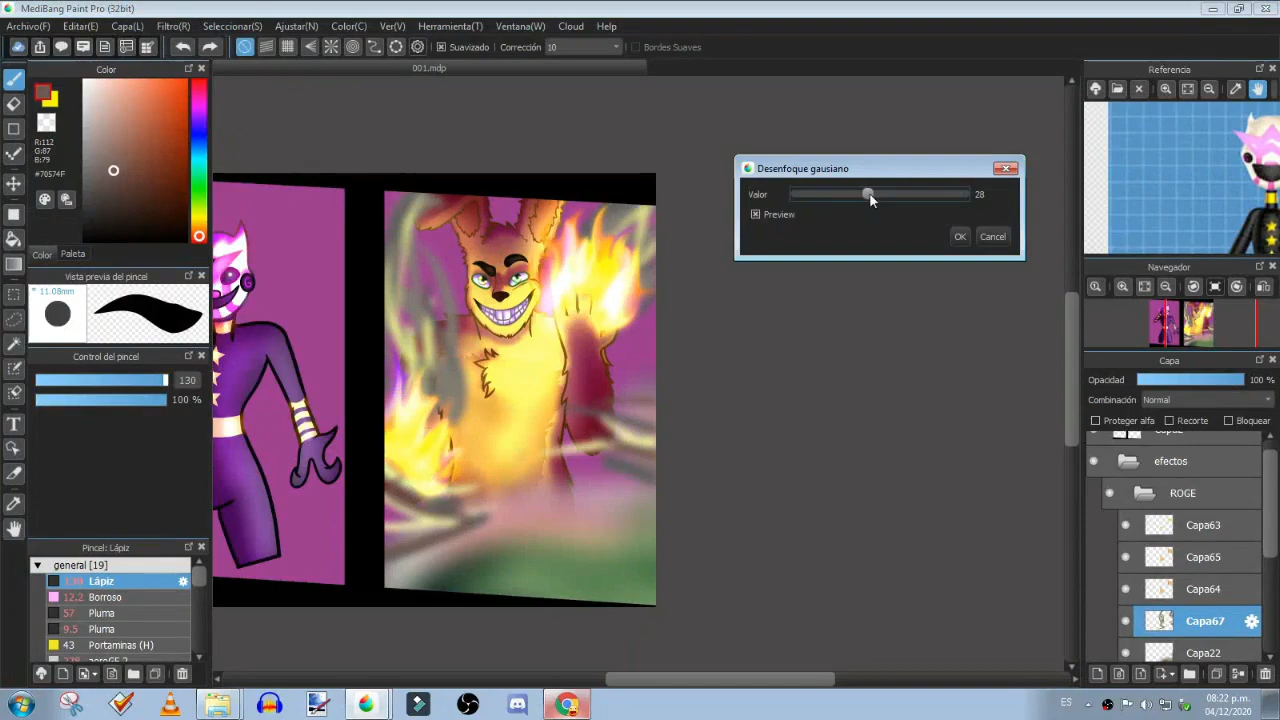 MediBang Paint Pro (32bit)
Archivo(F) Editar(E) Capa(L) Filtro(R) Seleccionar(S) Ajustar(N) Color(C) Ver(V) Herramienta(T) Ventana(W) Cloud Help
Suavizado Corrección 10 Bordes Suaves
Color
001.mdp
Referencia
R:112
G:87
B:79
#70574F
Color Paleta
Desenfoque gausiano
Valor 28
Preview
OK Cancel
Vista previa del pincel
* 11.08mm
Control del pincel
130
100 %
Navegador
Capa
Opacidad 100 %
Combinación Normal
Proteger alfa Recorte Bloquear
efectos
ROGE
Capa63
Capa65
Capa64
Capa67
Capa22
Pincel: Lápiz
general [19]
130 Lápiz
12.2 Borroso
57 Pluma
9.5 Pluma
43 Portaminas (H)
ES
08:22 p.m.
04/12/2020